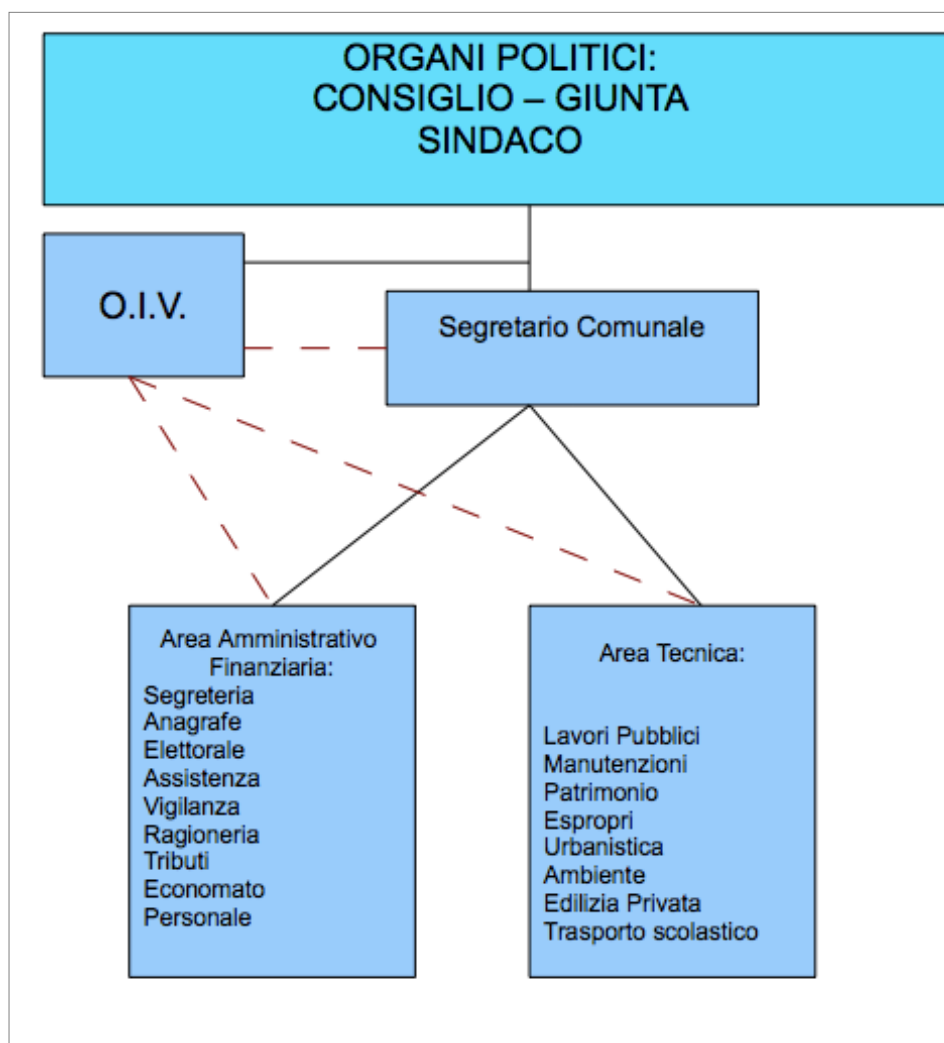 ORGANI POLITICI:
CONSIGLIO – GIUNTA
SINDACO
O.I.V.
Segretario Comunale
Area Amministrativo
Finanziaria:
Segreteria
Anagrafe
Elettorale
Assistenza
Vigilanza
Ragioneria
Tributi
Economato
Personale
Area Tecnica:
Lavori Pubblici
Manutenzioni
Patrimonio
Espropri
Urbanistica
Ambiente
Edilizia Privata
Trasporto scolastico